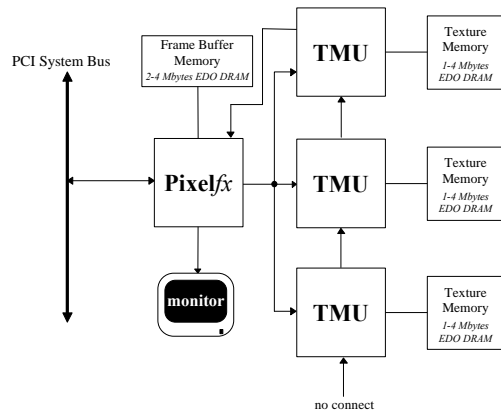 PCI System Bus
Frame Buffer
Memory
2-4 Mbytes EDO DRAM
TMU
Texture
Memory
1-4 Mbytes
EDO DRAM
Pixelfx
TMU
Texture
Memory
1-4 Mbytes
EDO DRAM
monitor
TMU
Texture
Memory
1-4 Mbytes
EDO DRAM
no connect